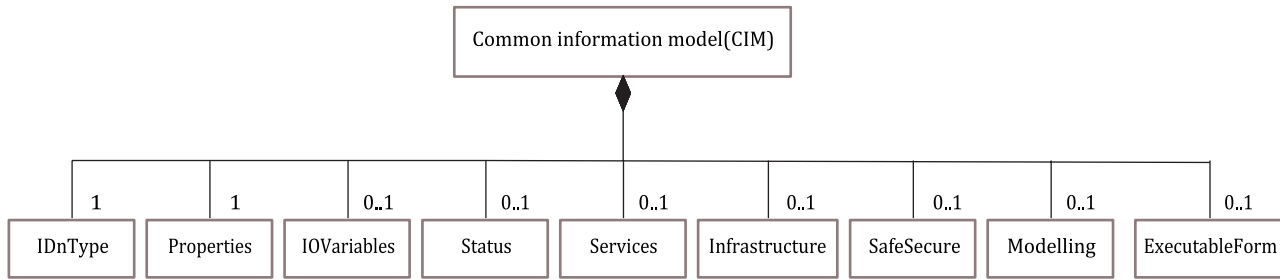 Common information model(CIM)
1 1 0..1 0..1 0..1 0..1 0..1 0..1 0..1
IDnType Properties IOVariables Status Services Infrastructure SafeSecure Modelling ExecutableForm